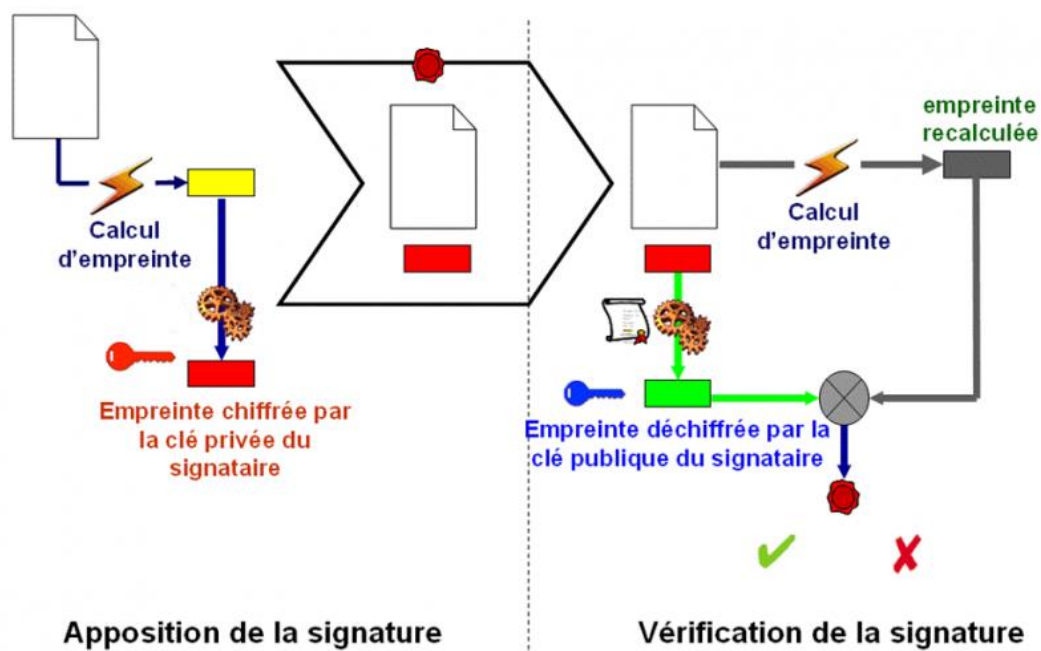 empreinte
recalculée
Calcul
d'empreinte
Calcul
d'empreinte
Empreinte chiffrée par
la clé privée du
signataire
Empreinte déchiffrée par la
clé publique du signataire
Apposition de la signature
Vérification de la signature